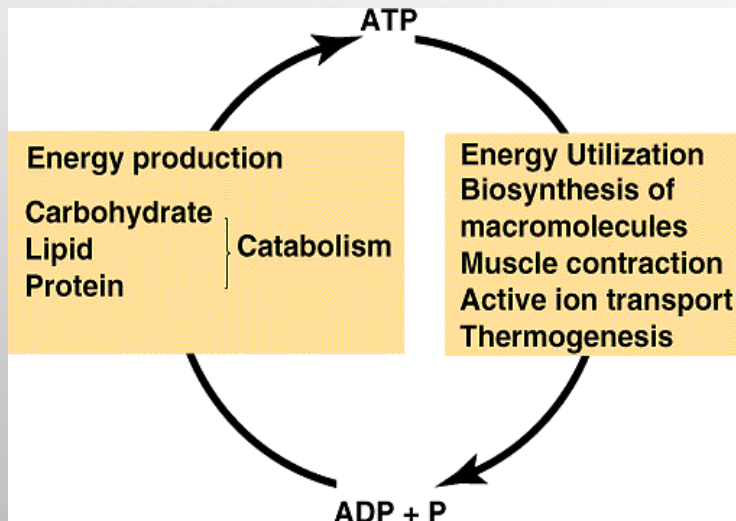 ATP
Energy production
Carbohydrate
Lipid
Protein
Catabolism
Energy Utilization
Biosynthesis of
macromolecules
Muscle contraction
Active ion transport
Thermogenesis
ADP + P